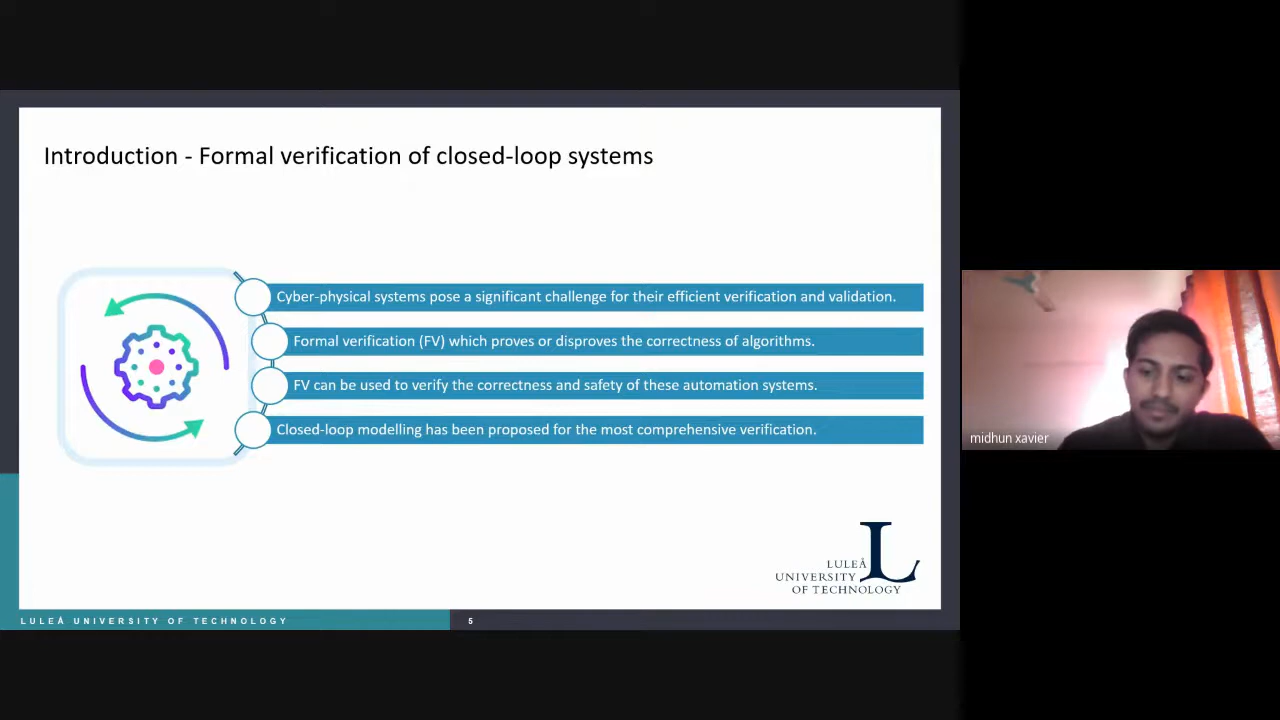 Introduction - Formal verification of closed-loop systems
Cyber-physical systems pose a significant challenge for their efficient verification and validation.
Formal verification (FV) which proves or disproves the correctness of algorithms.
FV can be used to verify the correctness and safety of these automation systems.
Closed-loop modelling has been proposed for the most comprehensive verification.
LULEÅ
UNIVERSITY
OF TECHNOLOGY
L
LULEÅ UNIVERSITY OF TECHNOLOGY
5
midhun xavier